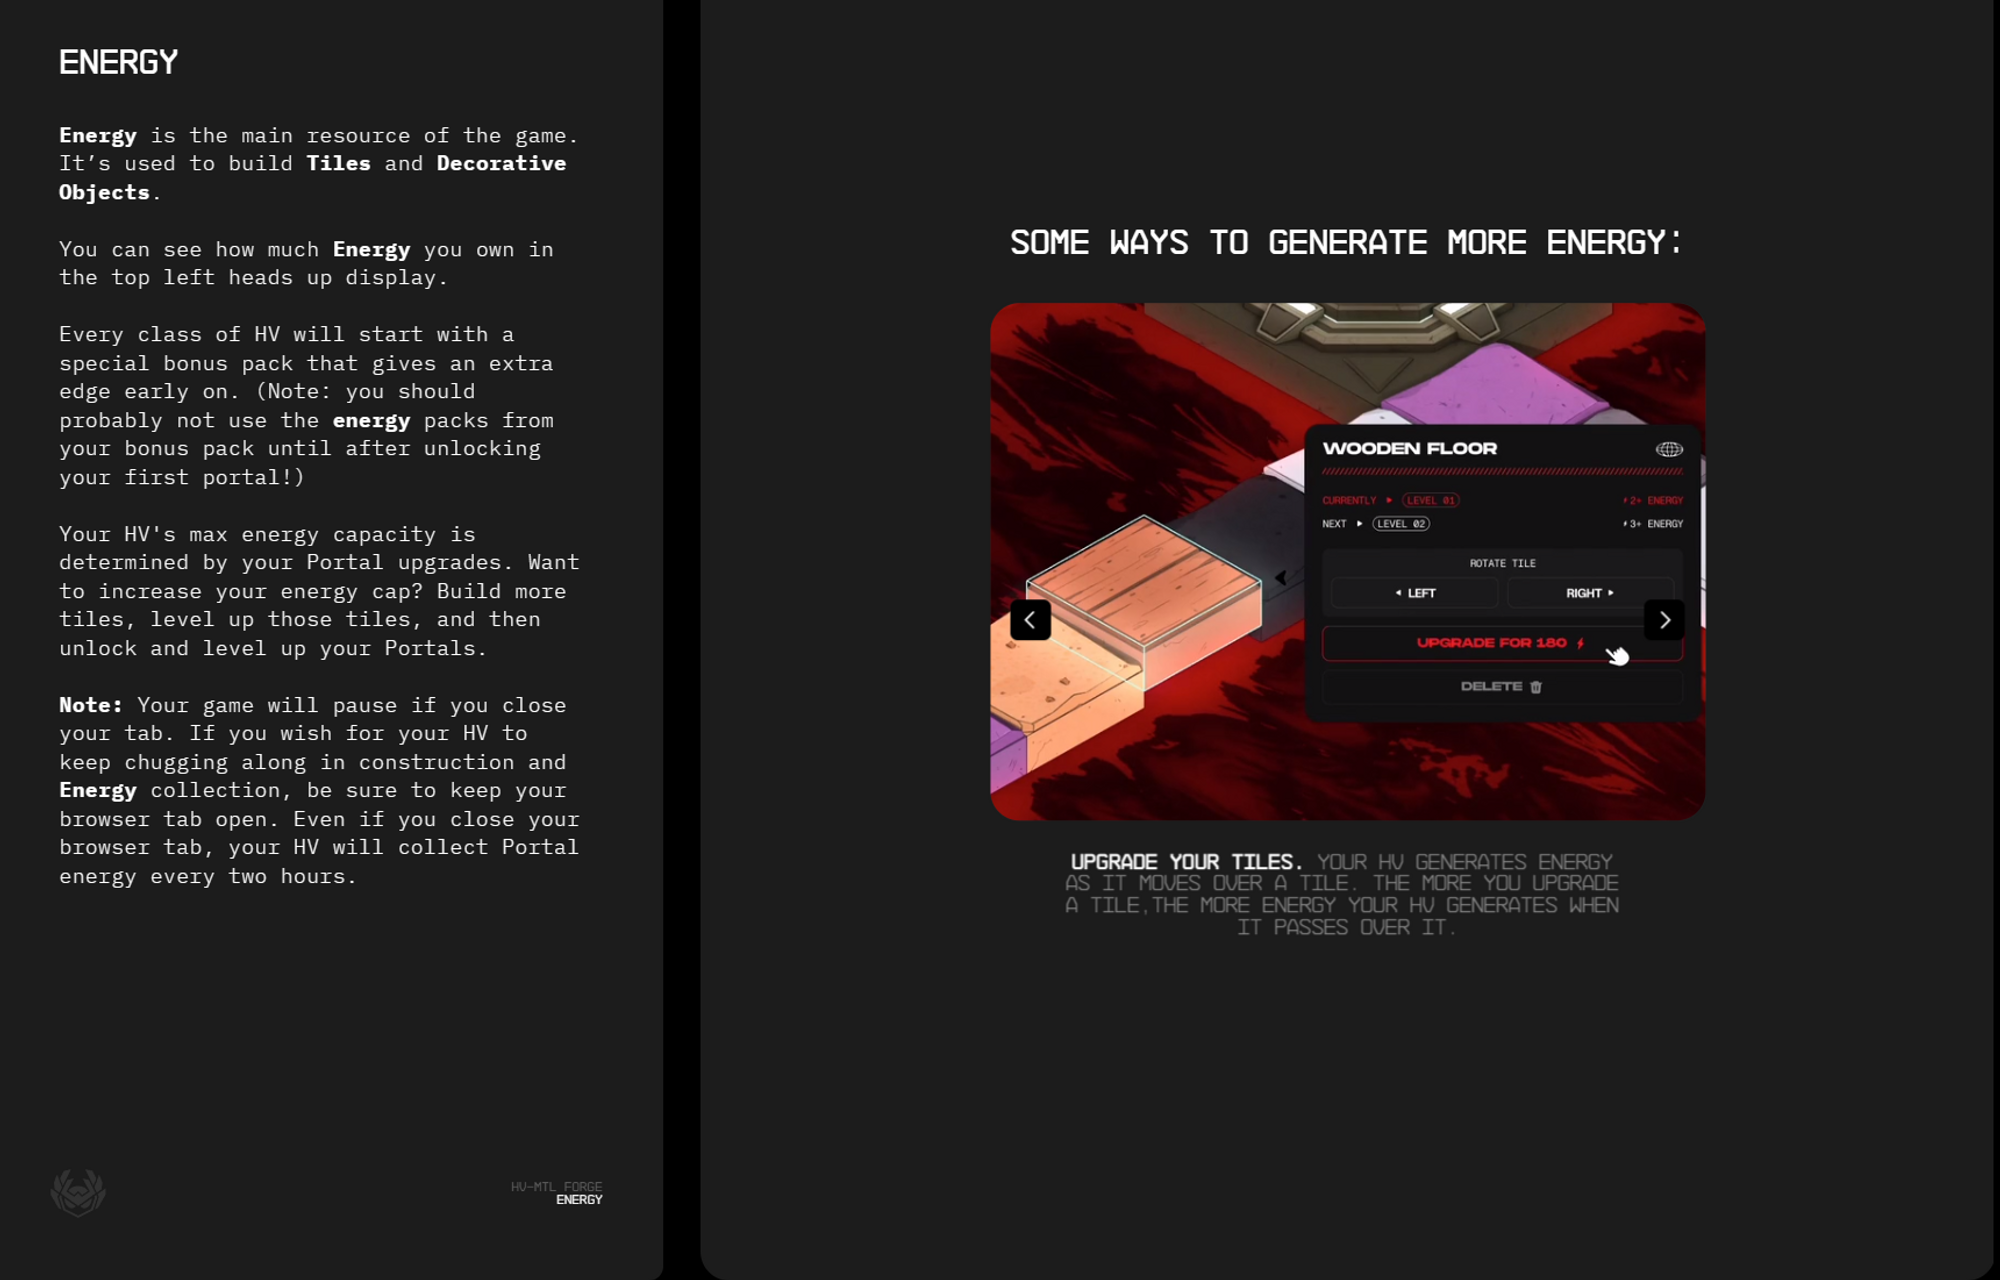 ENERGY
Energy is the main resource of the game.
It’s used to build Tiles and Decorative
Objects.
You can see how much Energy you own in
the top left heads up display.
Every class of HV will start with a
special bonus pack that gives an extra
edge early on. (Note: you should
probably not use the energy packs from
your bonus pack until after unlocking
your first portal!)
Your HV's max energy capacity is
determined by your Portal upgrades. Want
to increase your energy cap? Build more
tiles, level up those tiles, and then
unlock and level up your Portals.
Note: Your game will pause if you close
your tab. If you wish for your HV to
keep chugging along in construction and
Energy collection, be sure to keep your
browser tab open. Even if you close your
browser tab, your HV will collect Portal
energy every two hours.
HV-MTL FORGE
ENERGY
SOME WAYS TO GENERATE MORE ENERGY:
WOODEN FLOOR
CURRENTLY LEVEL 01 2+ ENERGY
NEXT LEVEL 02 3+ ENERGY
ROTATE TILE
LEFT RIGHT
UPGRADE FOR 180
DELETE
UPGRADE YOUR TILES. YOUR HV GENERATES ENERGY
AS IT MOVES OVER A TILE. THE MORE YOU UPGRADE
A TILE,THE MORE ENERGY YOUR HV GENERATES WHEN
IT PASSES OVER IT.